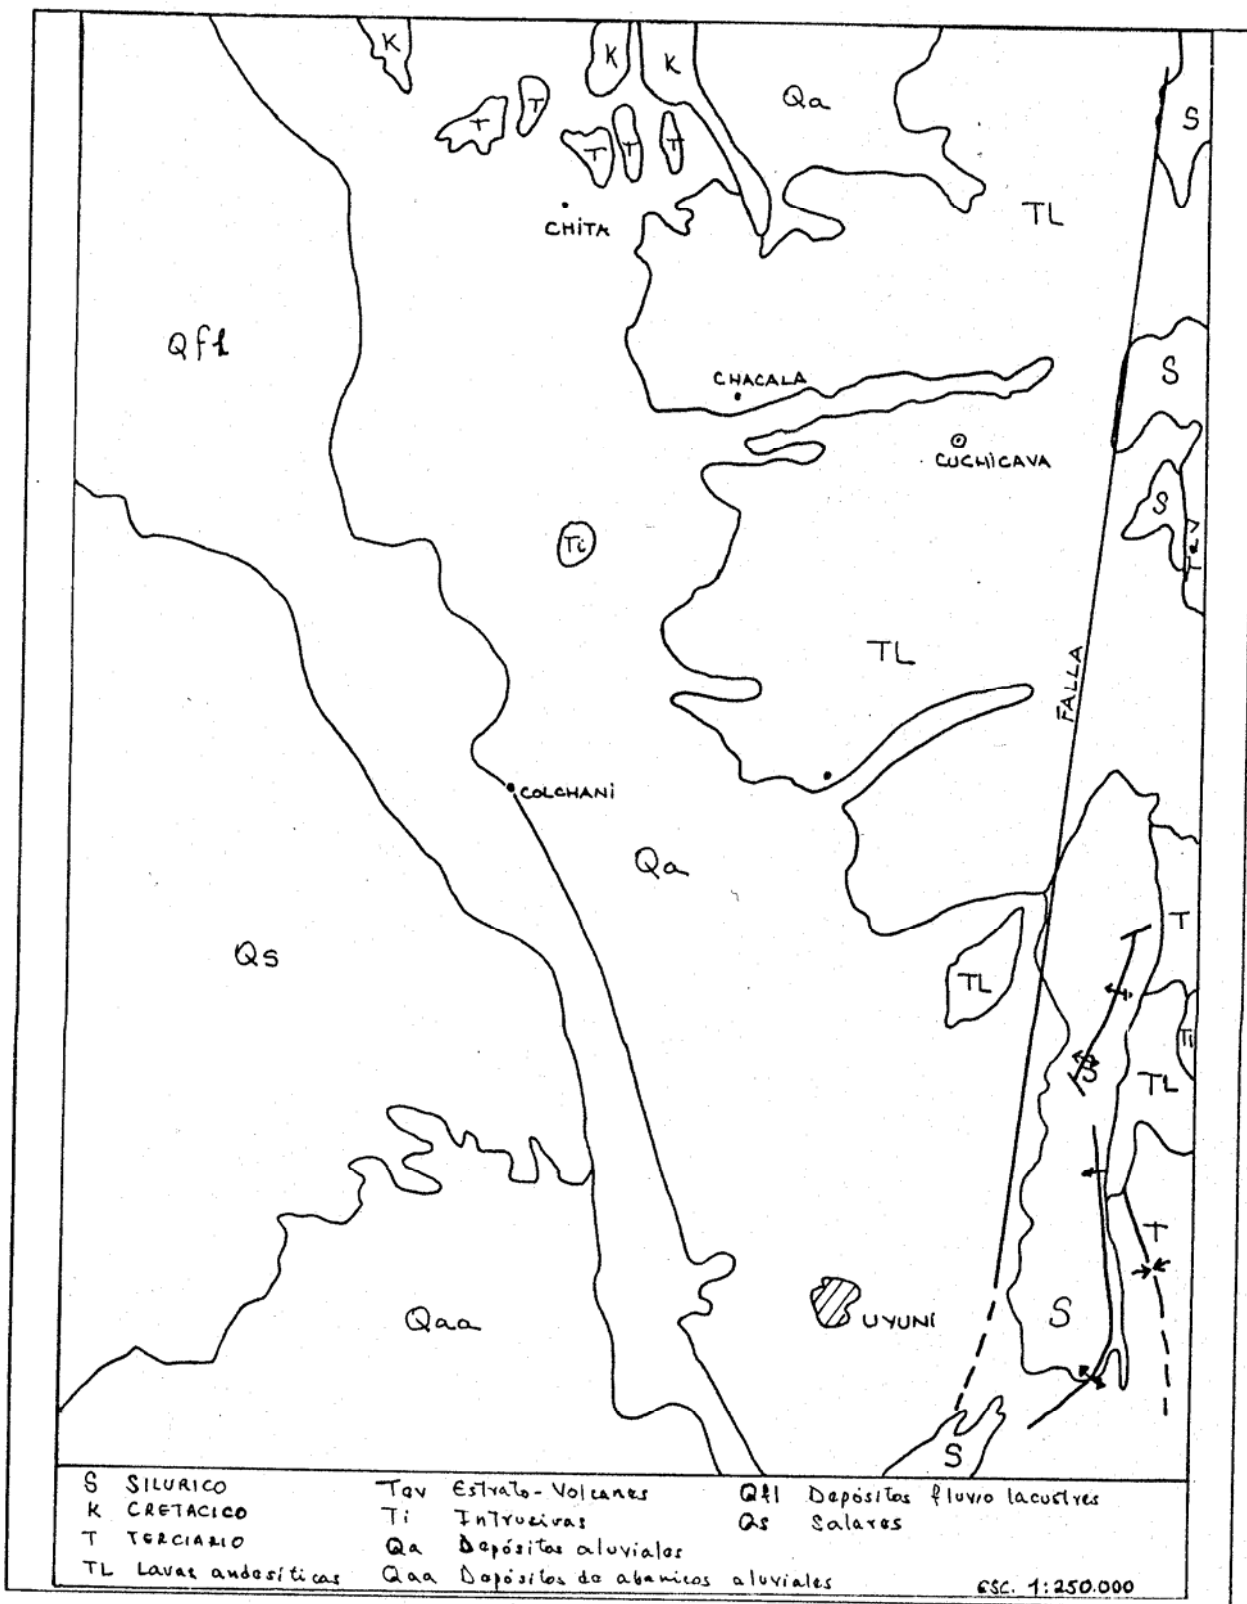 K
K
K
Qa
S
T
T
T
T
T
CHITA
TL
Qfl
CHACALA
S
CUCHICAVA
S
Tev
Ti
TL
FALLA
COLCHANI
Qa
T
Qs
TL
Ti
S
TL
T
Qaa
UYUNI
S
S
S SILURICO Tev Estrato-Volcanes Qfl Depósitos fluvio lacustres
K CRETACICO Ti Intrusivas Qs Salares
T TERCIARIO Qa Depósitos aluviales
TL Lavas andesíticas Qaa Depósitos de abanicos aluviales ESC. 1:250.000